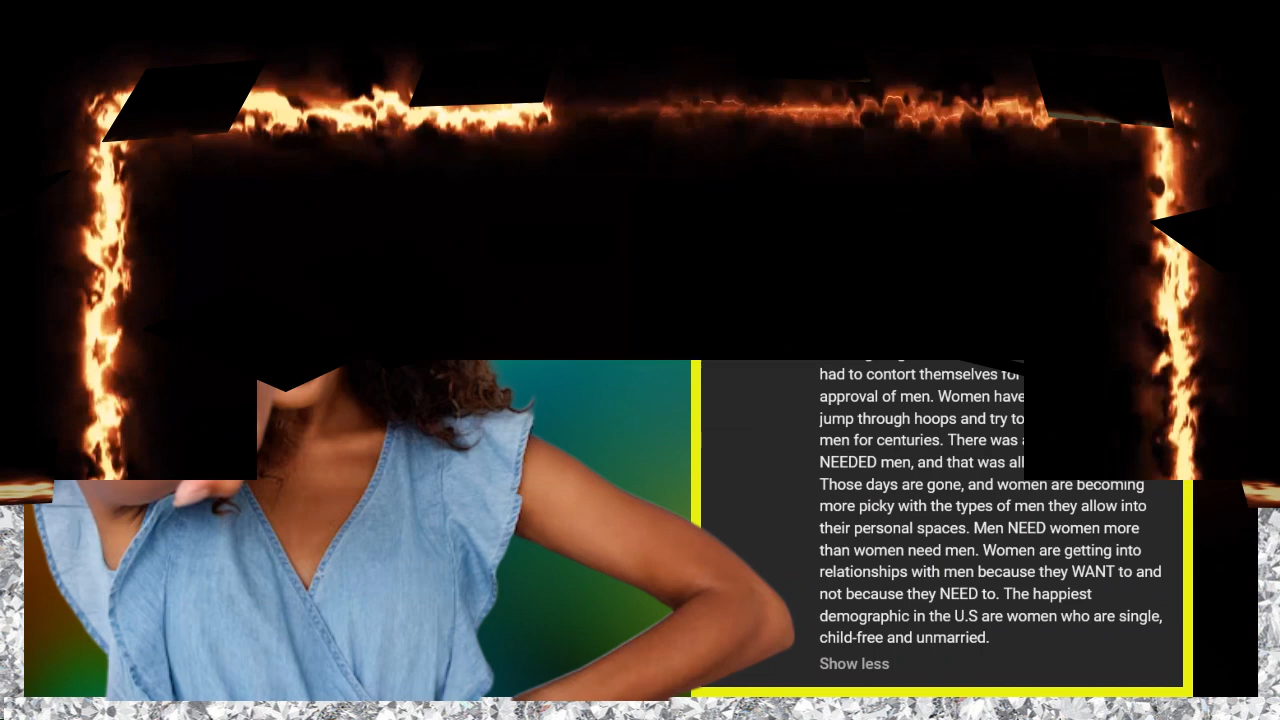 had to contort themselves for
approval of men. Women have
jump through hoops and try to
men for centuries. There was
NEEDED men, and that was all
Those days are gone, and women are becoming
more picky with the types of men they allow into
their personal spaces. Men NEED women more
than women need men. Women are getting into
relationships with men because they WANT to and
not because they NEED to. The happiest
demographic in the U.S are women who are single,
child-free and unmarried.
Show less